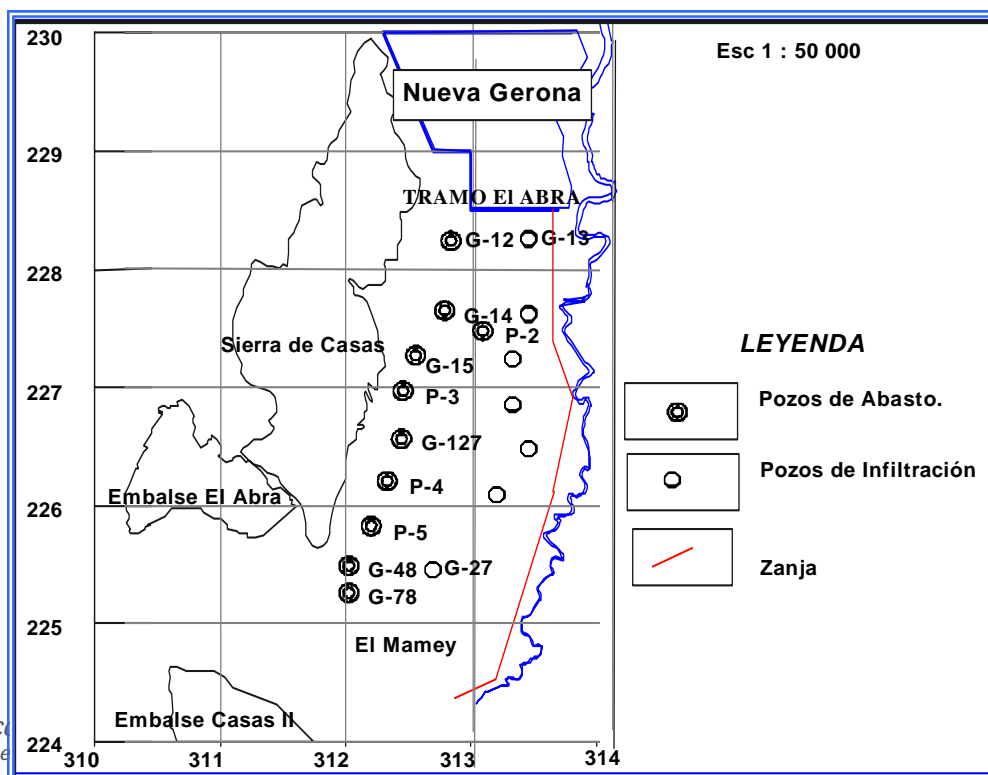 230
Esc 1 : 50 000
Nueva Gerona
229
TRAMO El ABRA
G-12
G-13
228
G-14
P-2
LEYENDA
Sierra de Casas
G-15
227
P-3
Pozos de Abasto.
G-127
Pozos de Infiltración
P-4
Embalse El Abra
226
P-5
G-48
G-27
Zanja
G-78
225
El Mamey
Embalse Casas II
224
310
311
312
313
314